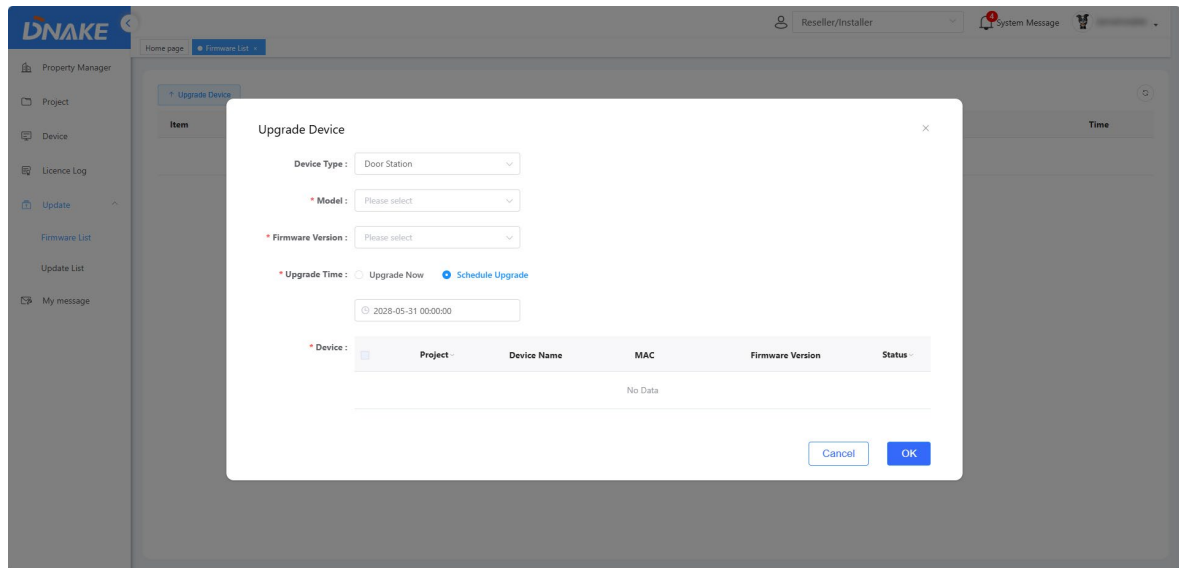 DNAKE
Reseller/Installer
4
System Message
Home page
Firmware List ×
Property Manager
Project
Device
Licence Log
Update
Firmware List
Update List
My message
↑ Upgrade Device
Item
Time
Upgrade Device
Device Type :
Door Station
* Model :
Please select
* Firmware Version :
Please select
* Upgrade Time :
Upgrade Now
Schedule Upgrade
2028-05-31 00:00:00
* Device :
Project
Device Name
MAC
Firmware Version
Status
No Data
Cancel
OK